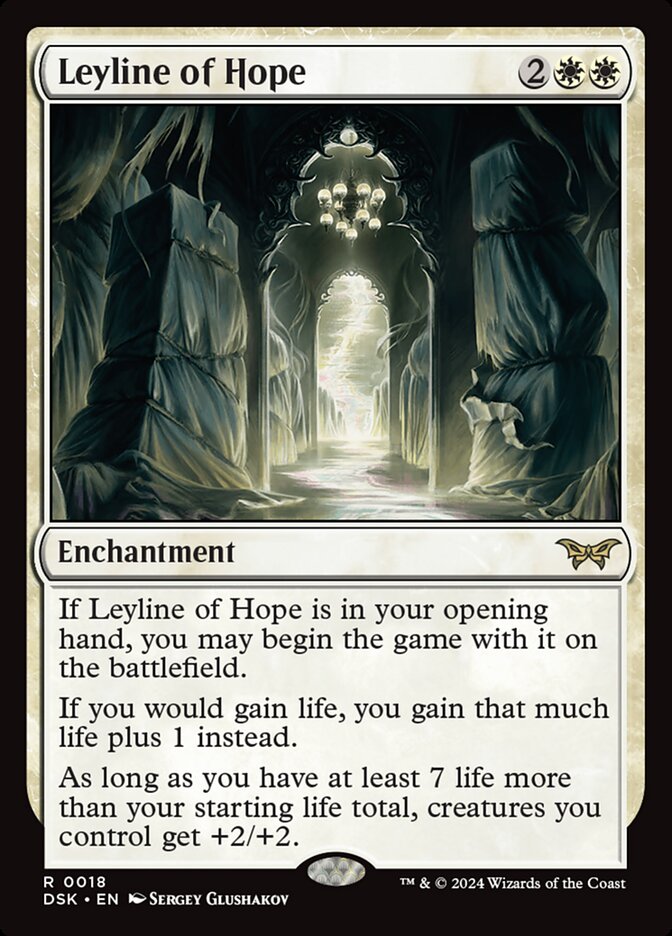 Leyline of Hope 2
Enchantment
If Leyline of Hope is in your opening
hand, you may begin the game with it on
the battlefield.
If you would gain life, you gain that much
life plus 1 instead.
As long as you have at least 7 life more
than your starting life total, creatures you
control get +2/+2.
R 0018
™ & © 2024 Wizards of the Coast
DSK • EN Sergey Glushakov